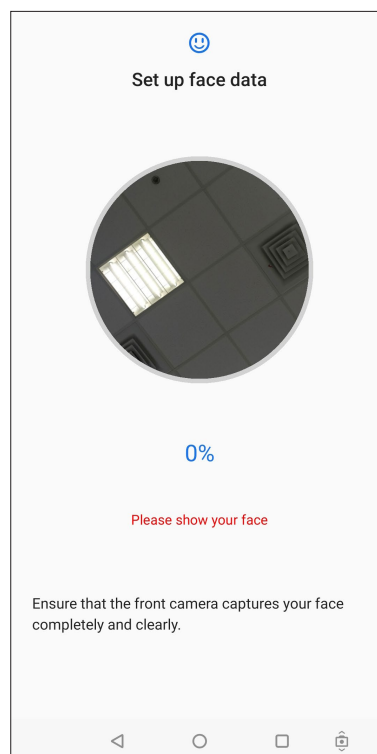 Set up face data
0%
Please show your face
Ensure that the front camera captures your face
completely and clearly.